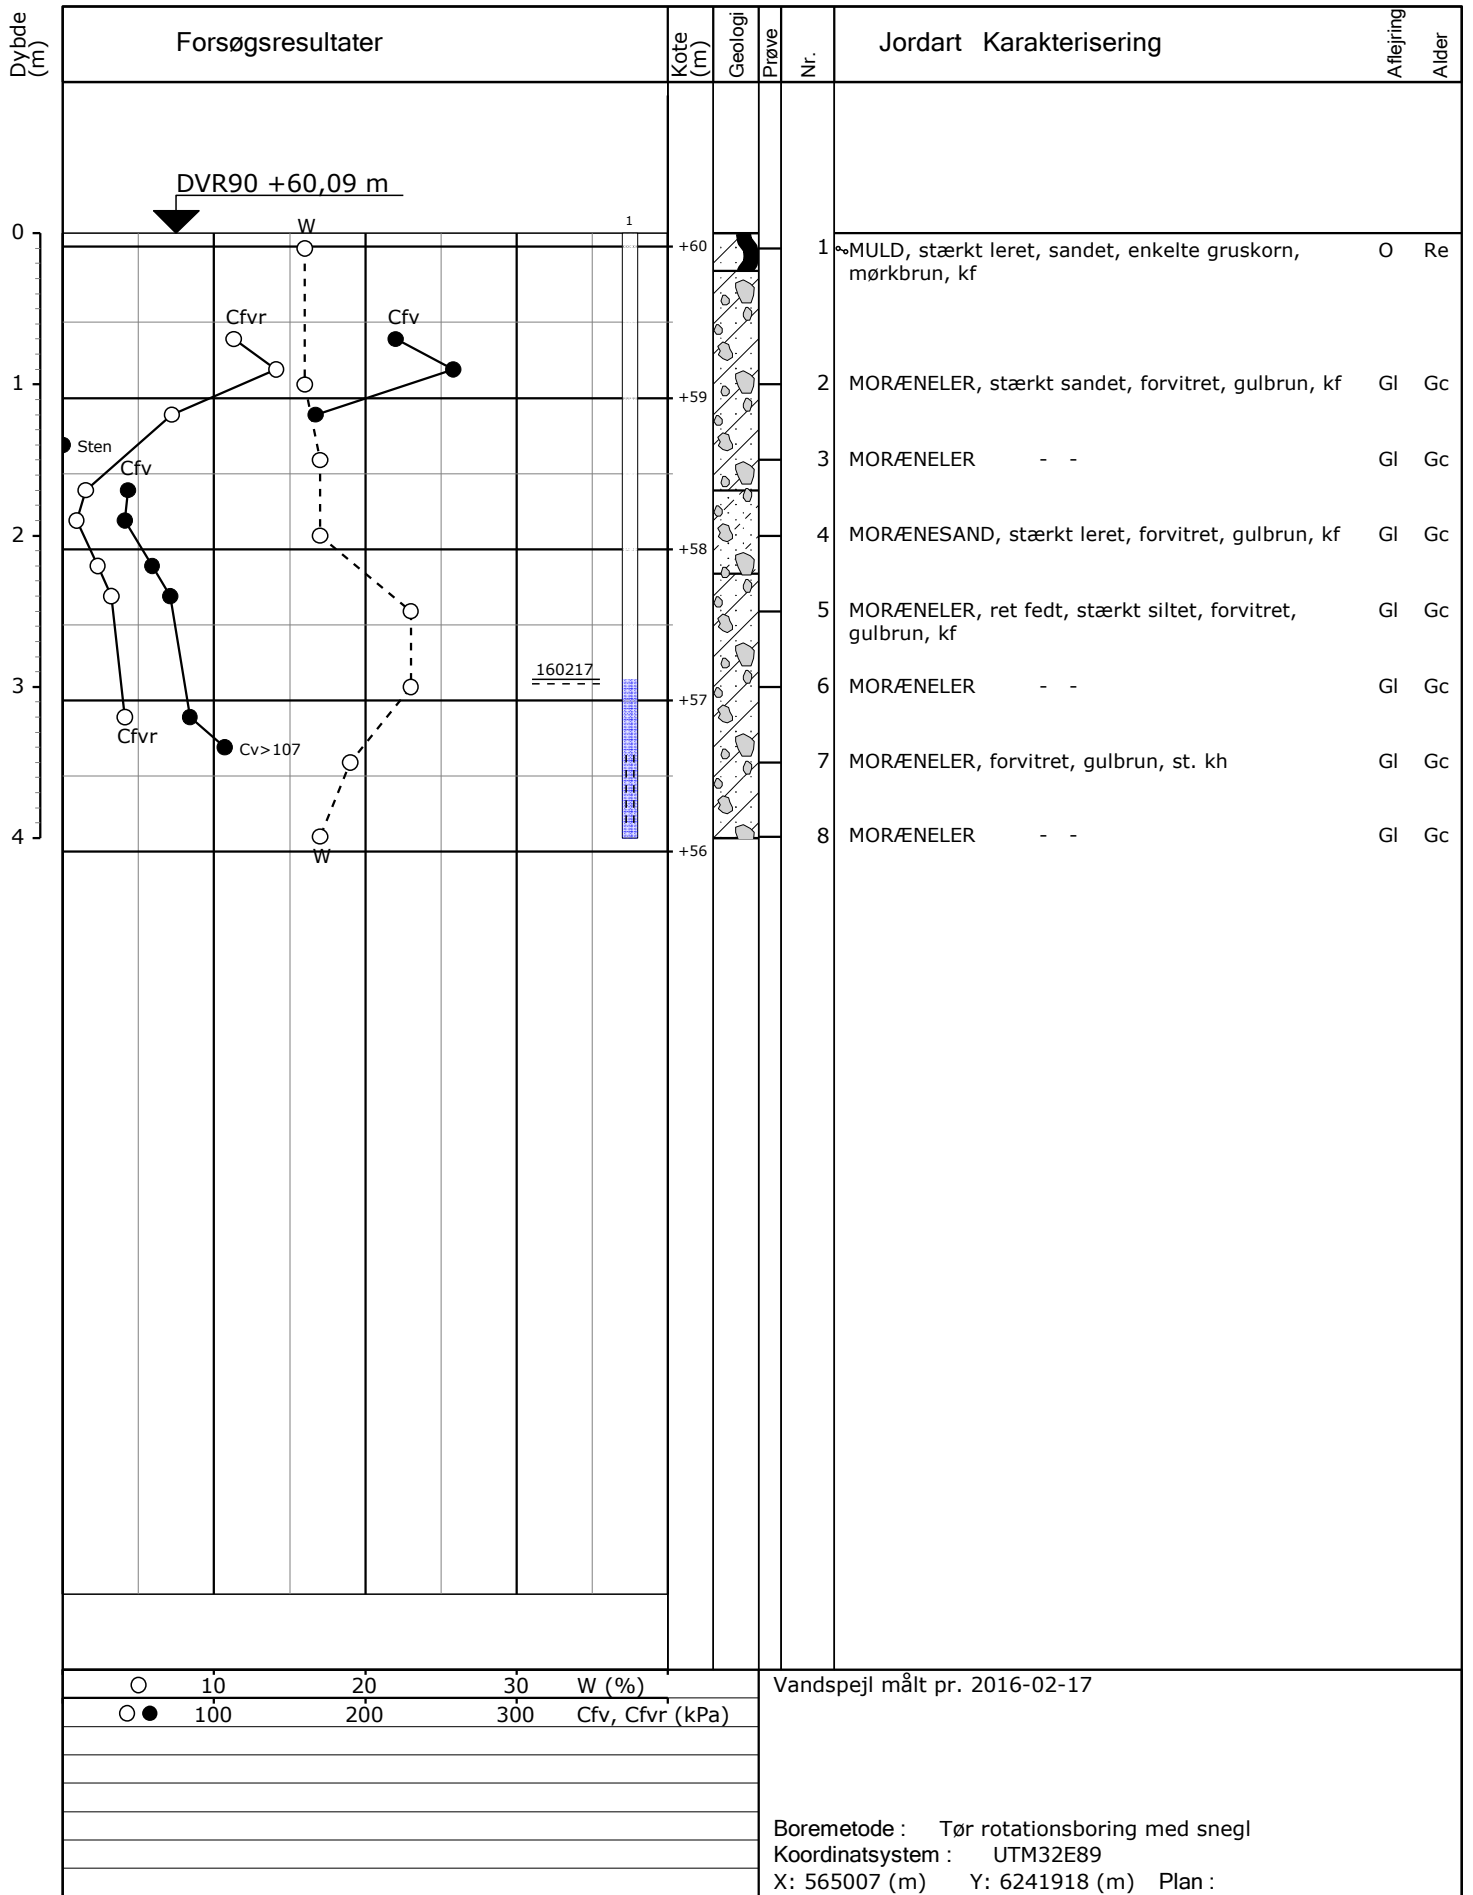 Dybde (m)
Forsøgsresultater
Kote (m)
Geologi
Prøve
Nr.
Jordart Karakterisering
Aflejring
Alder
DVR90 +60,09 m
W
1
0
+60
1 MULD, stærkt leret, sandet, enkelte gruskorn, O Re
mørkbrun, kf
Cfvr
Cfv
1
+59
2 MORÆNELER, stærkt sandet, forvitret, gulbrun, kf Gl Gc
Sten
Cfv
3 MORÆNELER - - Gl Gc
2
+58
4 MORÆNESAND, stærkt leret, forvitret, gulbrun, kf Gl Gc
5 MORÆNELER, ret fedt, stærkt siltet, forvitret, Gl Gc
gulbrun, kf
160217
3
+57
6 MORÆNELER - - Gl Gc
Cfvr
Cv>107
7 MORÆNELER, forvitret, gulbrun, st. kh Gl Gc
4
W
+56
8 MORÆNELER - - Gl Gc
10 20 30 W (%)
100 200 300 Cfv, Cfvr (kPa)
Vandspejl målt pr. 2016-02-17
Boremetode : Tør rotationsboring med snegl
Koordinatsystem : UTM32E89
X: 565007 (m) Y: 6241918 (m) Plan :